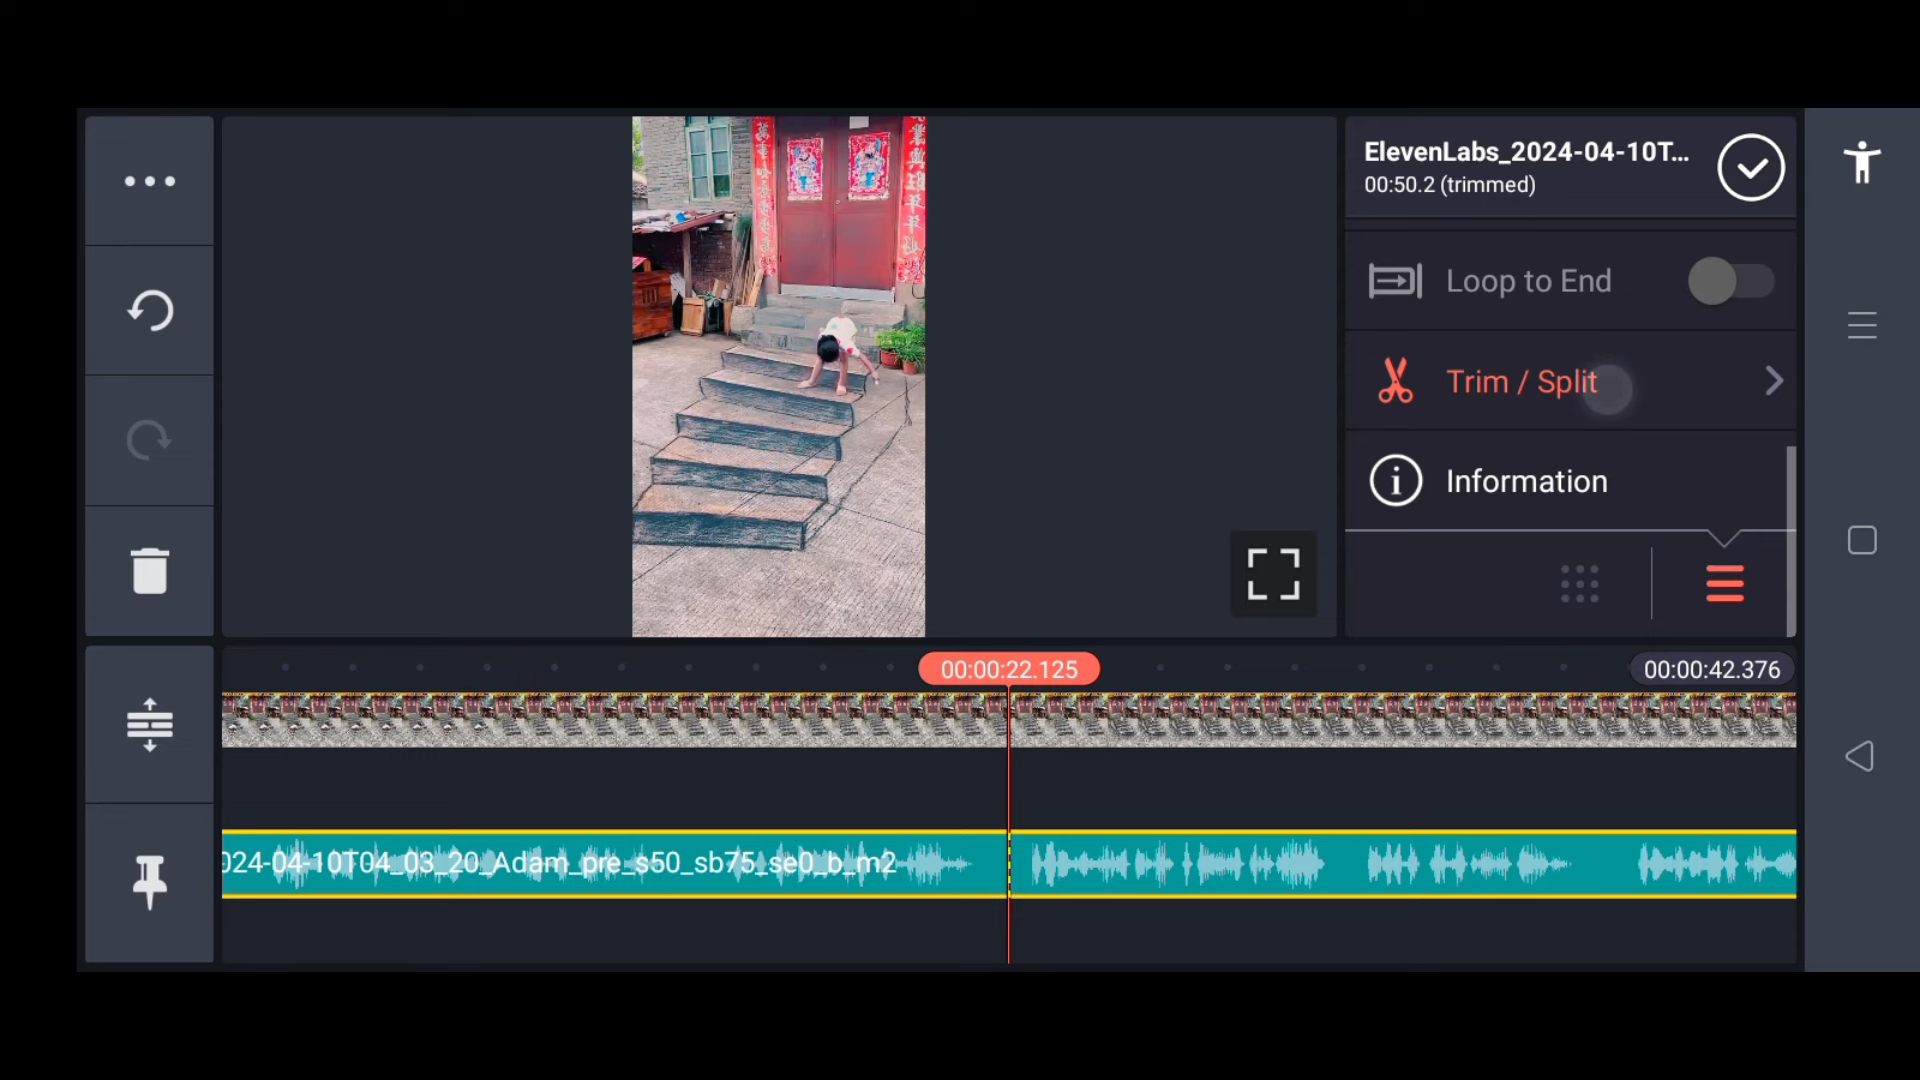 ElevenLabs_2024-04-10T...
00:50.2 (trimmed)
Loop to End
Trim / Split
Information
00:00:22.125
00:00:42.376
024-04-10T04_03_20_Adam_pre_s50_sb75_se0_b_m2